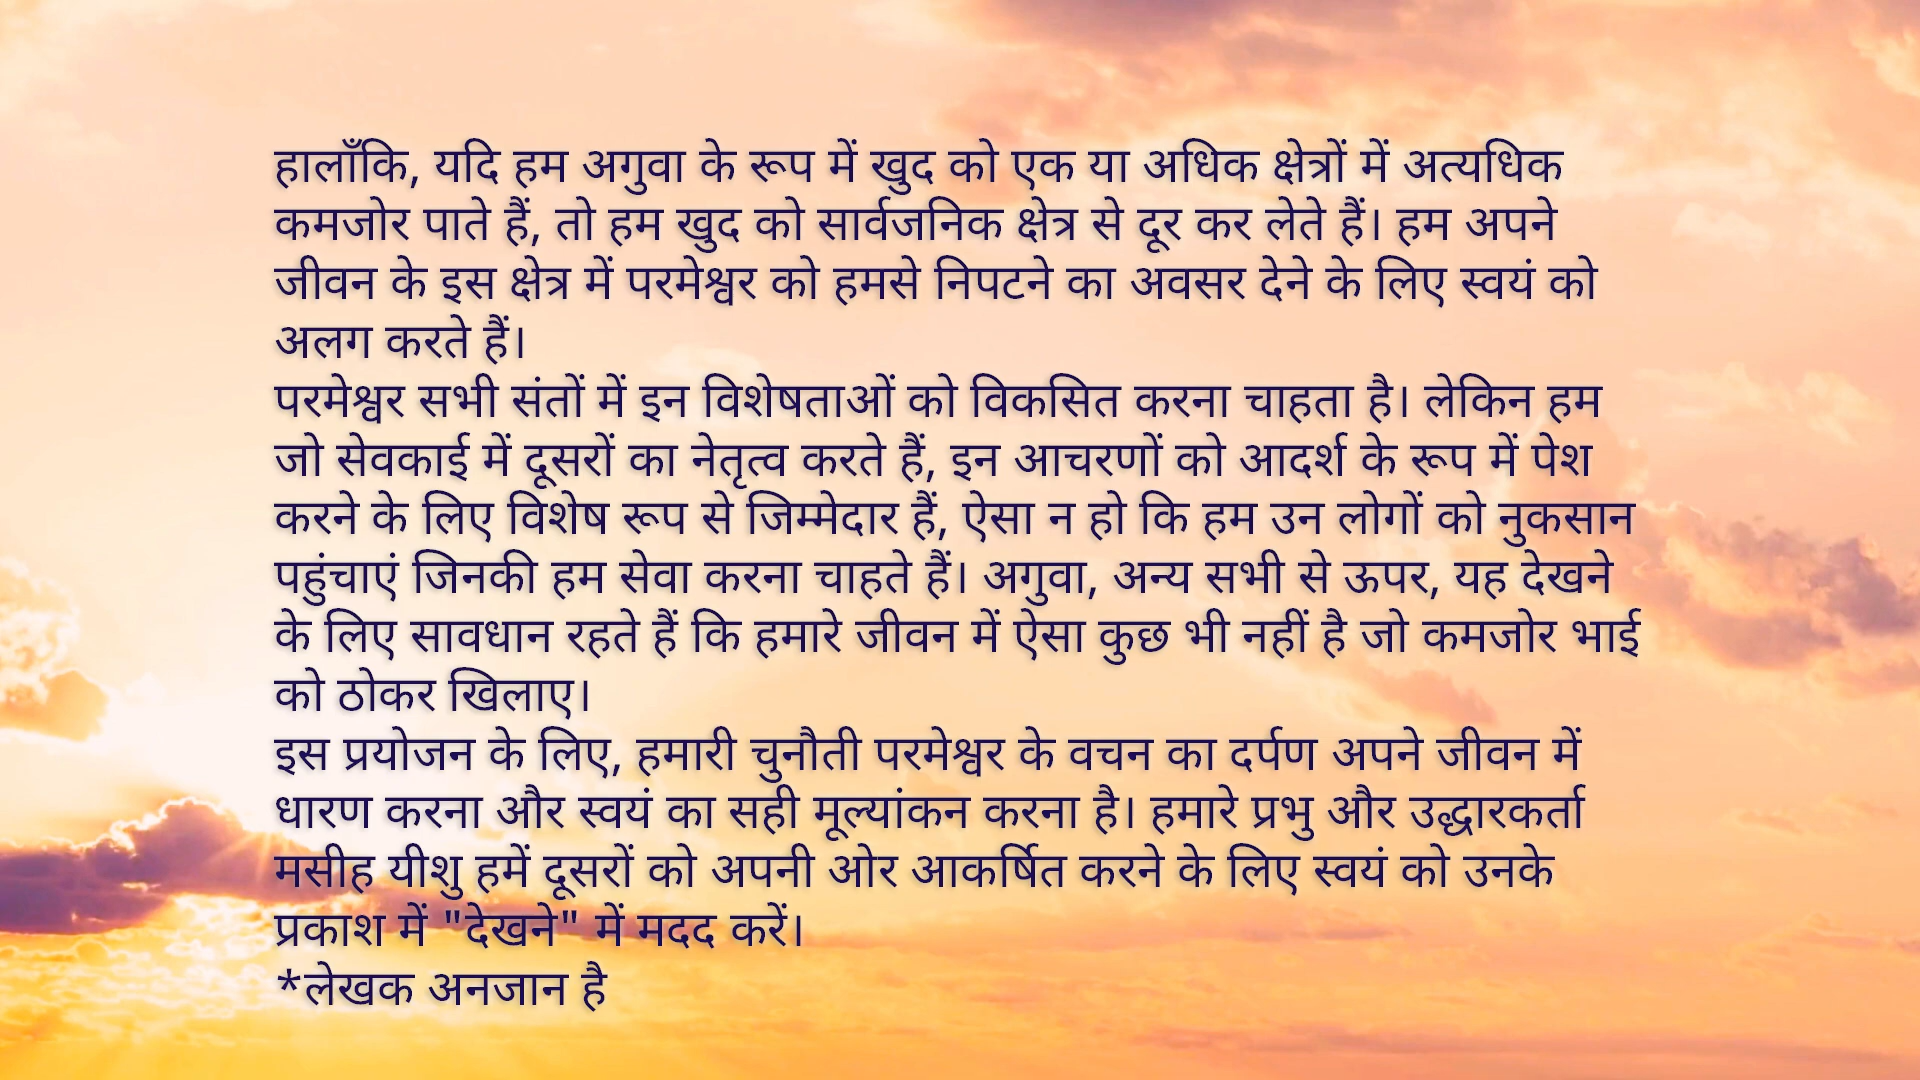 हालाँकि, यदि हम अगुवा के रूप में खुद को एक या अधिक क्षेत्रों में अत्यधिक
कमजोर पाते हैं, तो हम खुद को सार्वजनिक क्षेत्र से दूर कर लेते हैं। हम अपने
जीवन के इस क्षेत्र में परमेश्वर को हमसे निपटने का अवसर देने के लिए स्वयं को
अलग करते हैं।
परमेश्वर सभी संतों में इन विशेषताओं को विकसित करना चाहता है। लेकिन हम
जो सेवकाई में दूसरों का नेतृत्व करते हैं, इन आचरणों को आदर्श के रूप में पेश
करने के लिए विशेष रूप से जिम्मेदार हैं, ऐसा न हो कि हम उन लोगों को नुकसान
पहुंचाएं जिनकी हम सेवा करना चाहते हैं। अगुवा, अन्य सभी से ऊपर, यह देखने
के लिए सावधान रहते हैं कि हमारे जीवन में ऐसा कुछ भी नहीं है जो कमजोर भाई
को ठोकर खिलाए।
इस प्रयोजन के लिए, हमारी चुनौती परमेश्वर के वचन का दर्पण अपने जीवन में
धारण करना और स्वयं का सही मूल्यांकन करना है। हमारे प्रभु और उद्धारकर्ता
मसीह यीशु हमें दूसरों को अपनी ओर आकर्षित करने के लिए स्वयं को उनके
प्रकाश में "देखने" में मदद करें।
*लेखक अनजान है